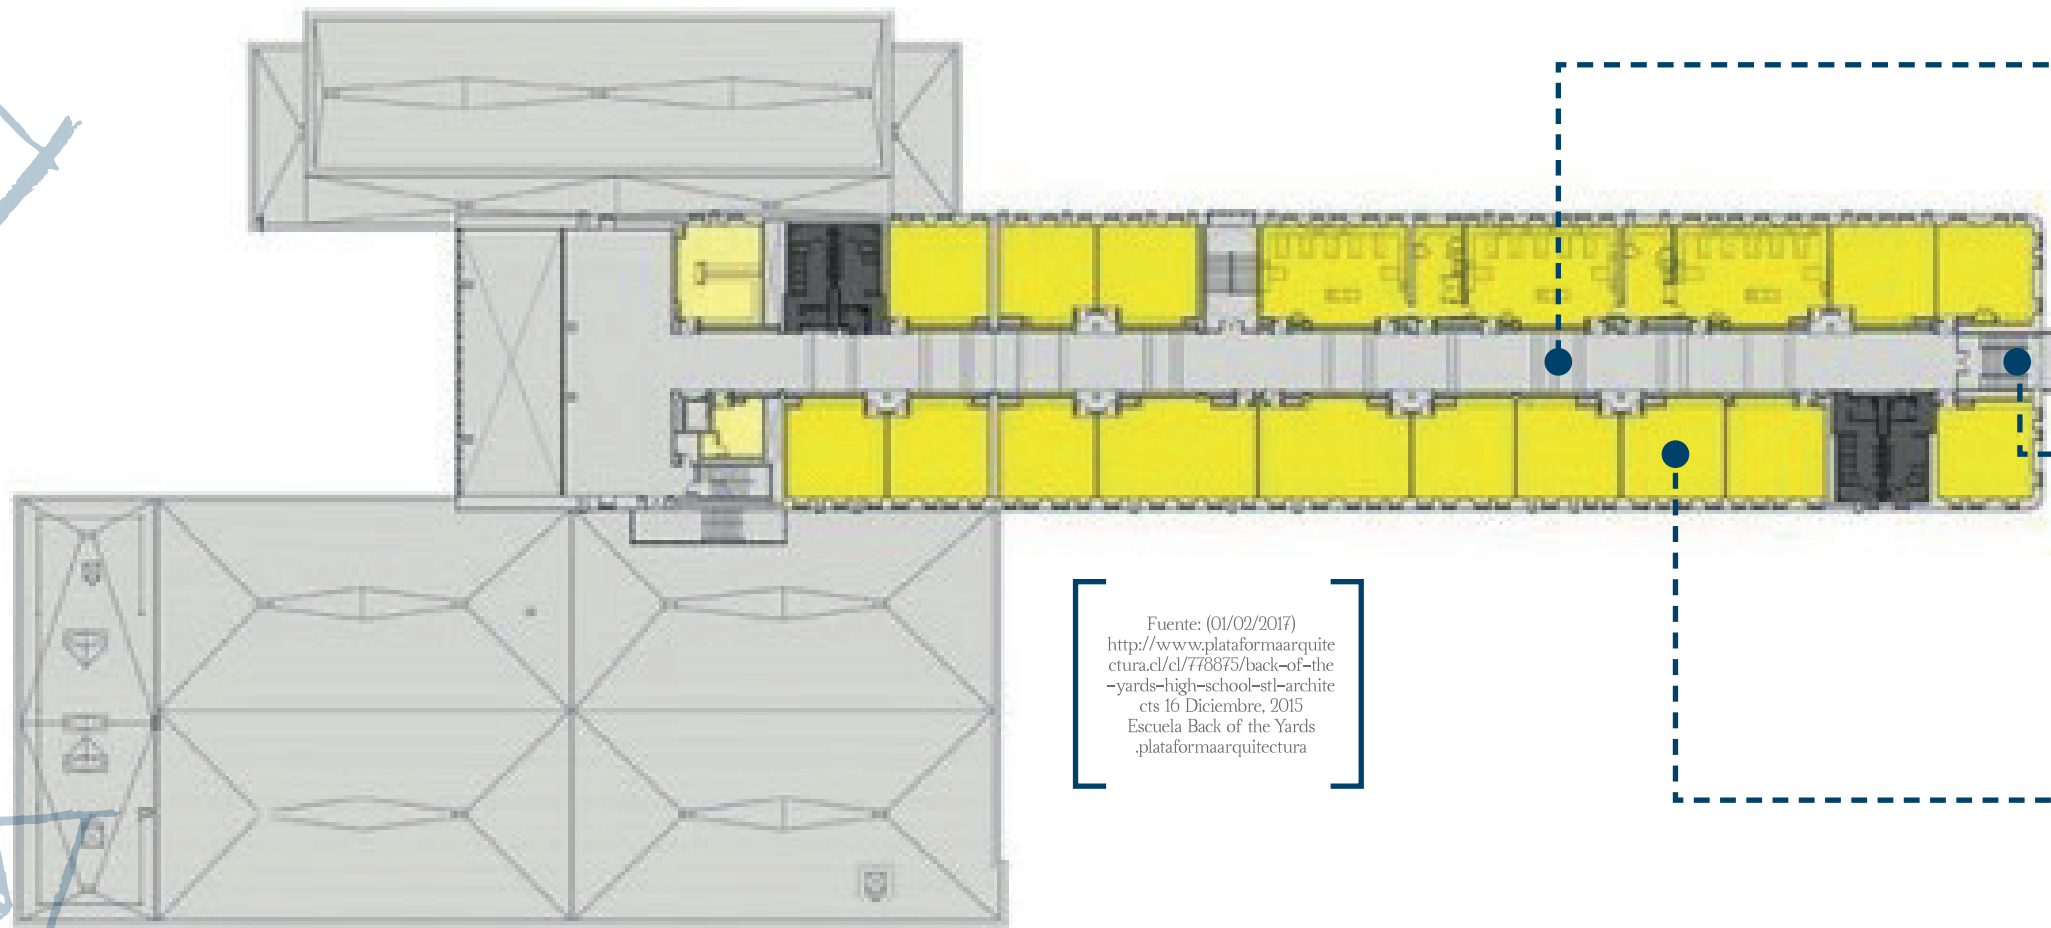 Fuente: (01/02/2017)
http://www.plataformaarquite
ctura.cl/cl/778875/back-of-the
-yards-high-school-stl-archite
cts 16 Diciembre, 2015
Escuela Back of the Yards
.plataformaarquitectura